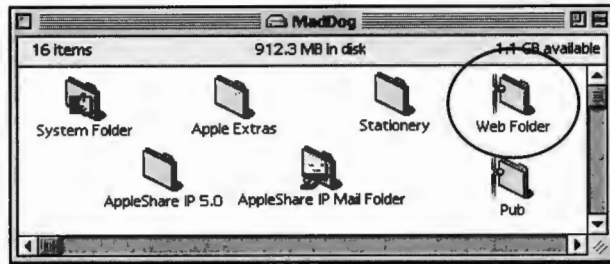 MadDog
16 items 912.3 MB in disk 1.1 GB available
System Folder Apple Extras Stationery Web Folder
AppleShare IP 5.0 AppleShare IP Mail Folder Pub